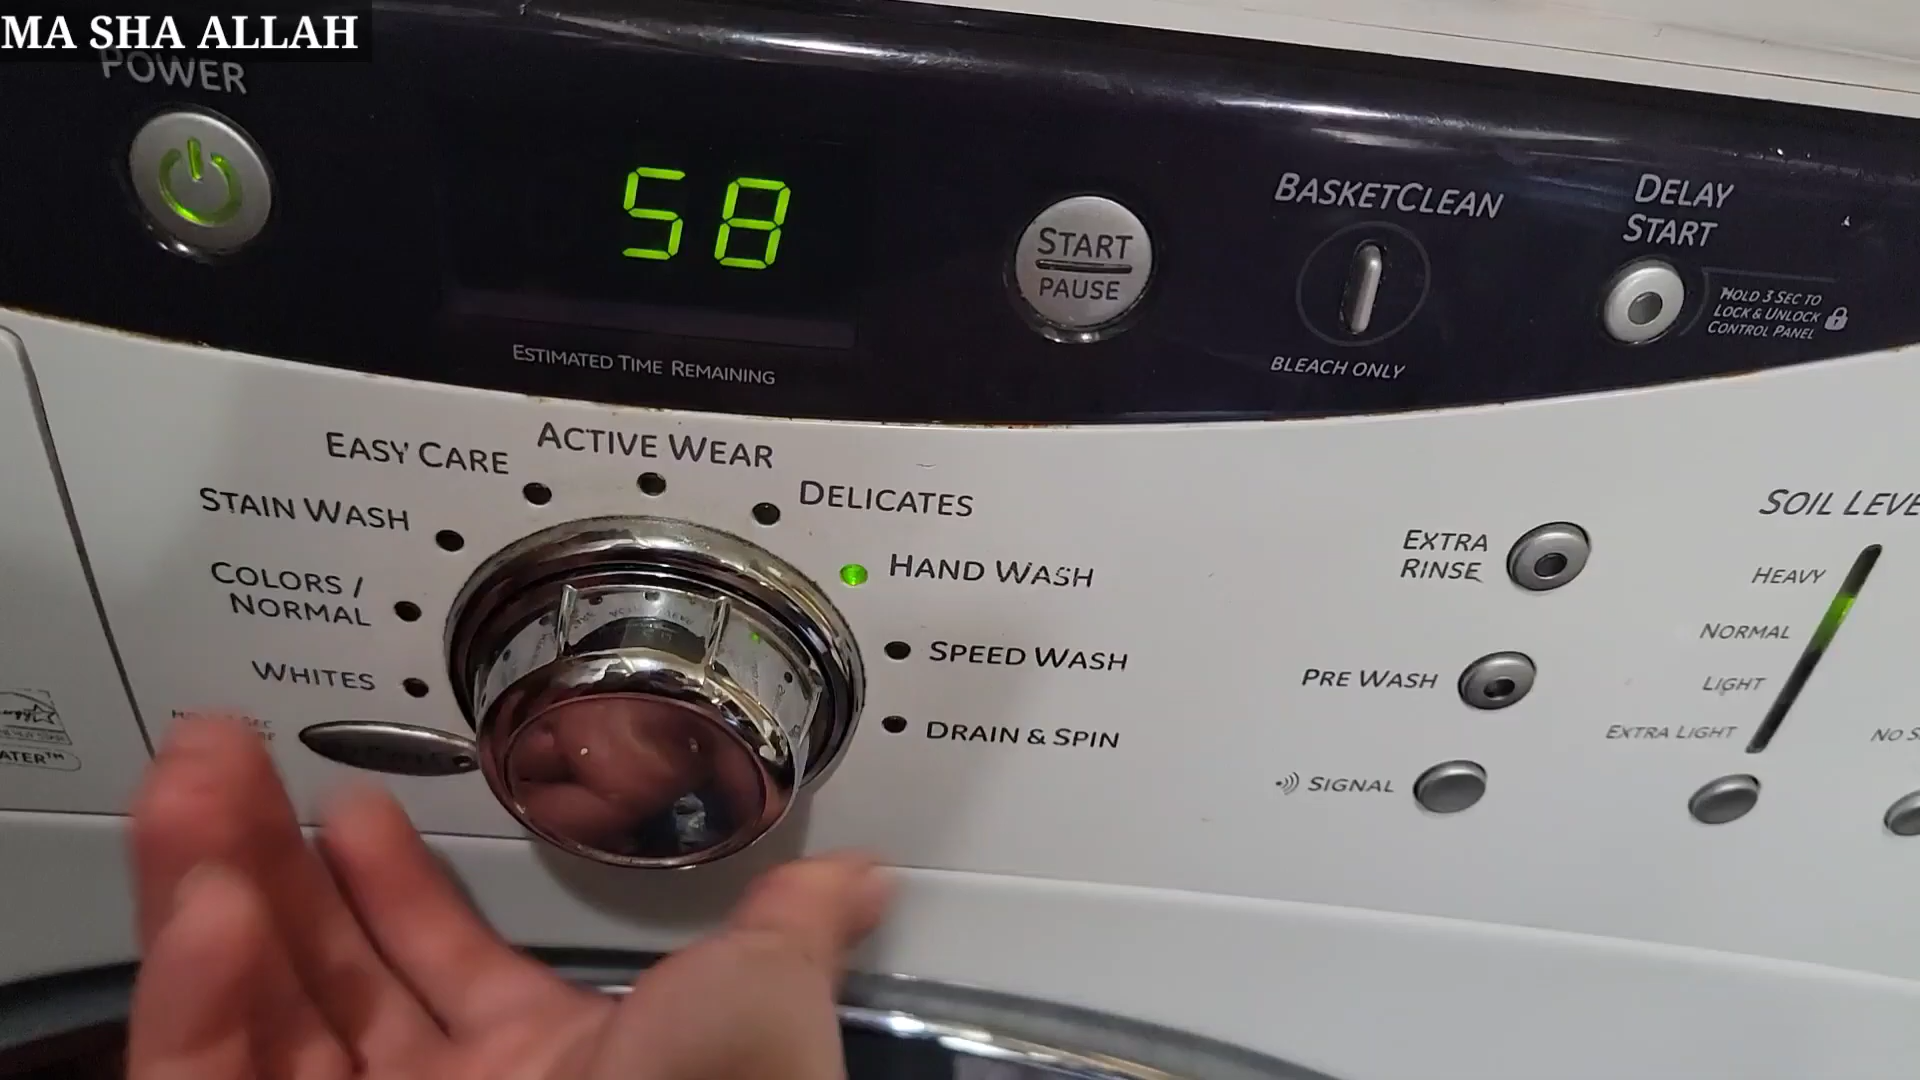 MA SHA ALLAH
POWER
58
ESTIMATED TIME REMAINING
START
PAUSE
BASKETCLEAN
BLEACH ONLY
DELAY
START
HOLD 3 SEC TO
LOCK & UNLOCK
CONTROL PANEL
EASY CARE
ACTIVE WEAR
DELICATES
STAIN WASH
HAND WASH
COLORS /
NORMAL
SPEED WASH
WHITES
DRAIN & SPIN
EXTRA
RINSE
PRE WASH
SIGNAL
SOIL LEVE
HEAVY
NORMAL
LIGHT
EXTRA LIGHT
NO S
ATER™